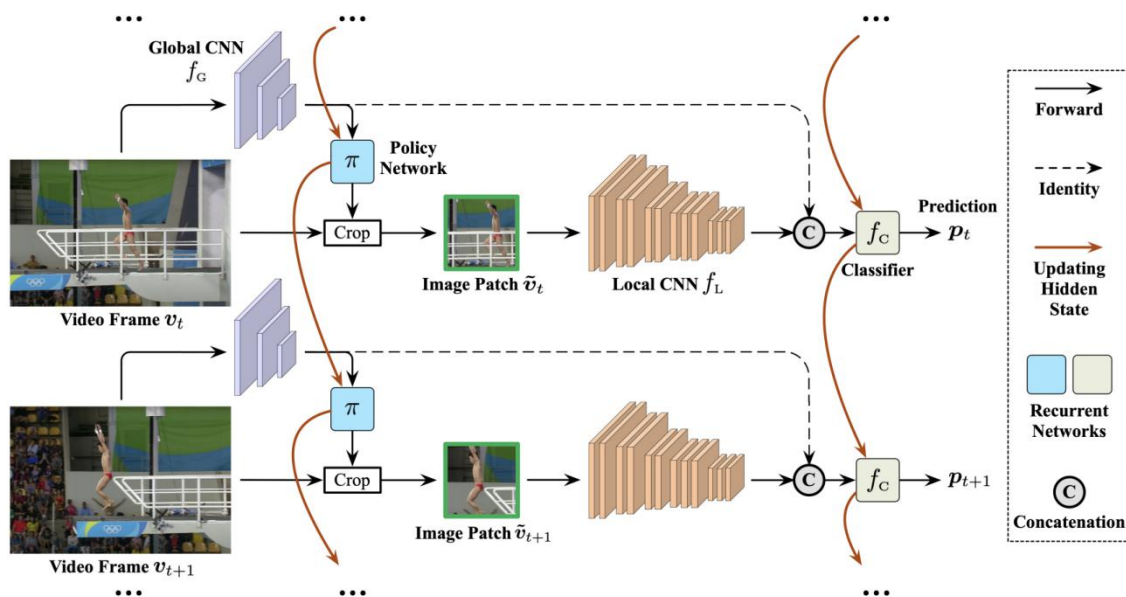 ••• ••• •••
Global CNN
f_G
π
Policy
Network
Crop
Image Patch ṽ_t
Local CNN f_L
C
f_C
Classifier
Prediction
p_t
Video Frame v_t
π
Crop
Image Patch ṽ_{t+1}
C
f_C
p_{t+1}
Video Frame v_{t+1}
••• ••• •••
Forward
Identity
Updating
Hidden
State
Recurrent
Networks
C
Concatenation